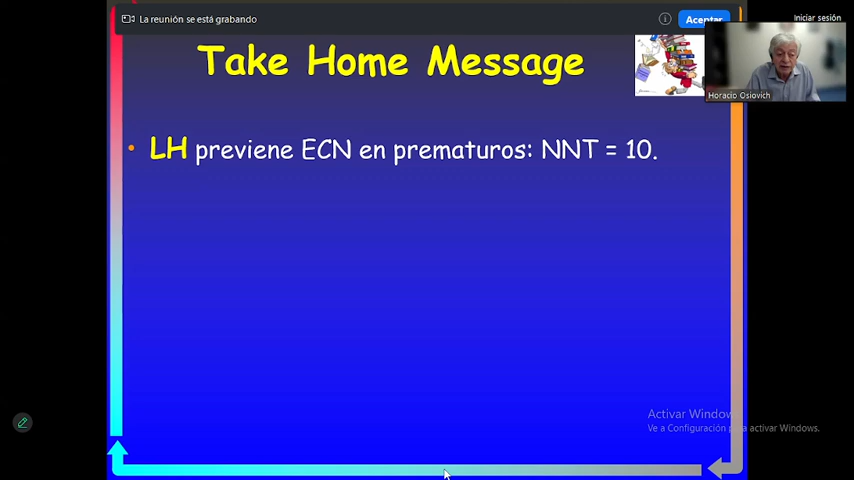 La reunión se está grabando
Aceptar
Iniciar sesión
Take Home Message
Horacio Osiovich
• LH previene ECN en prematuros: NNT = 10.
Activar Windows
Ve a Configuración para activar Windows.